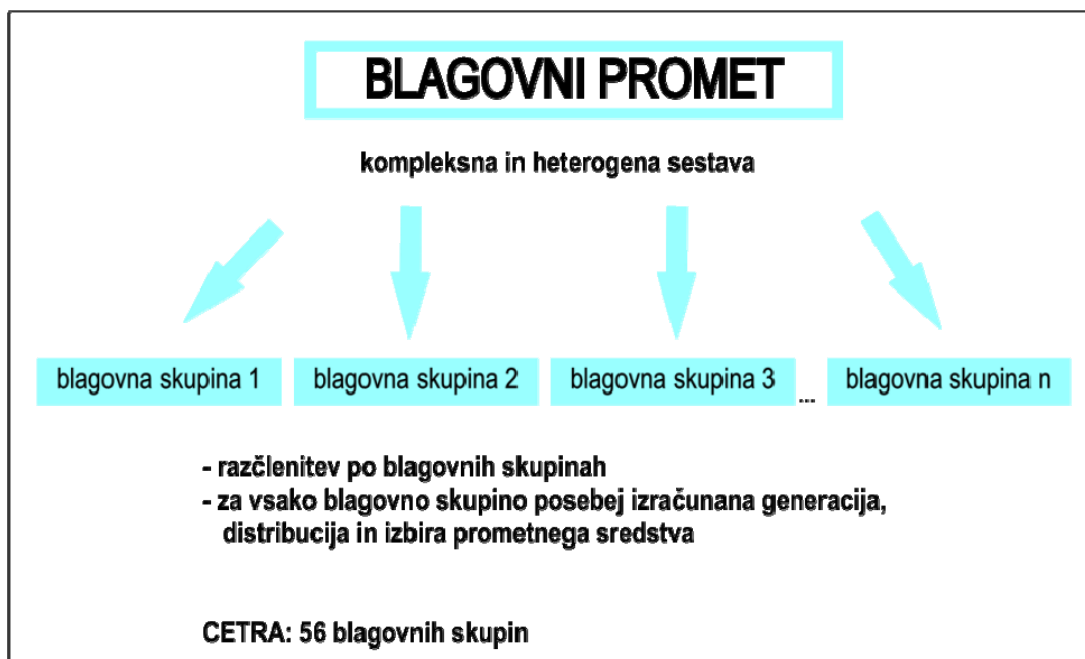 BLAGOVNI PROMET
kompleksna in heterogena sestava
blagovna skupina 1 blagovna skupina 2 blagovna skupina 3 ... blagovna skupina n
- razčlenitev po blagovnih skupinah
- za vsako blagovno skupino posebej izračunana generacija,
distribucija in izbira prometnega sredstva
CETRA: 56 blagovnih skupin